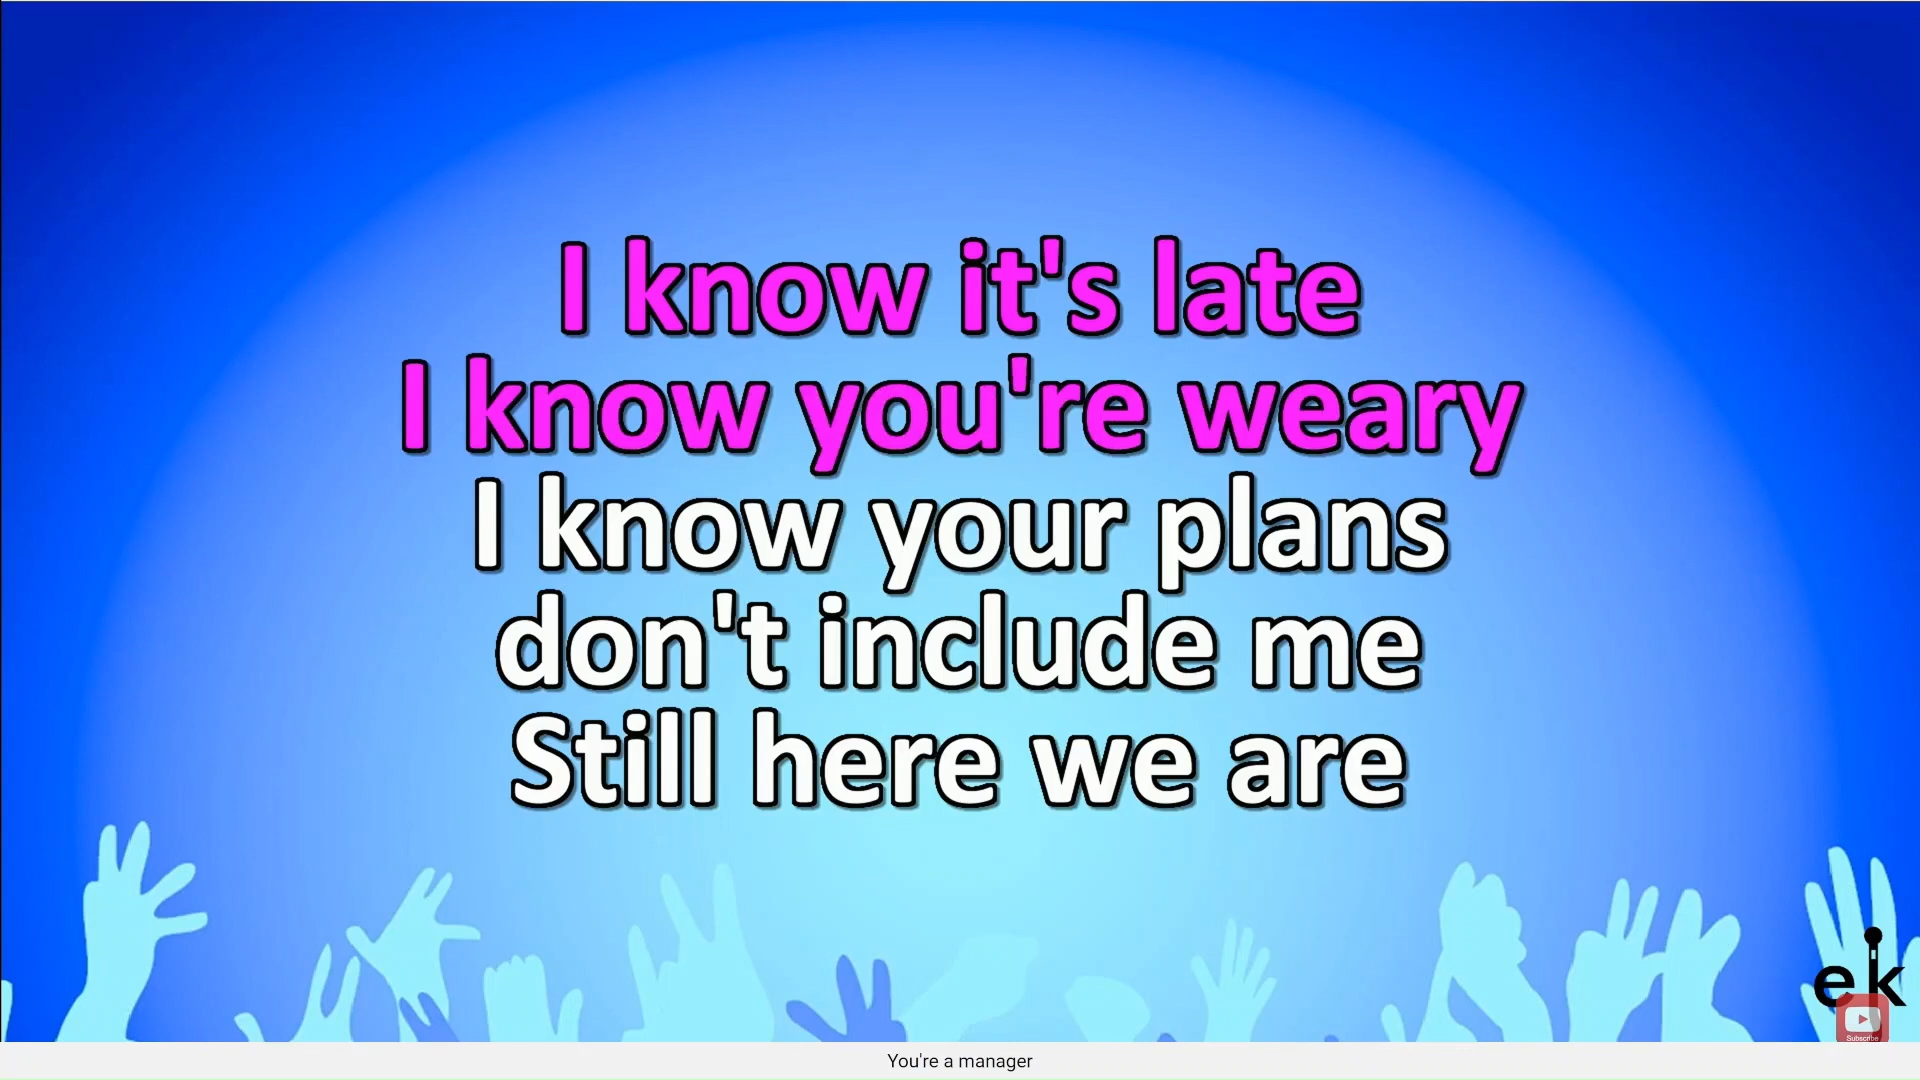 I know it's late
I know you're weary
I know your plans
don't include me
Still here we are
ek
Subscribe
You're a manager